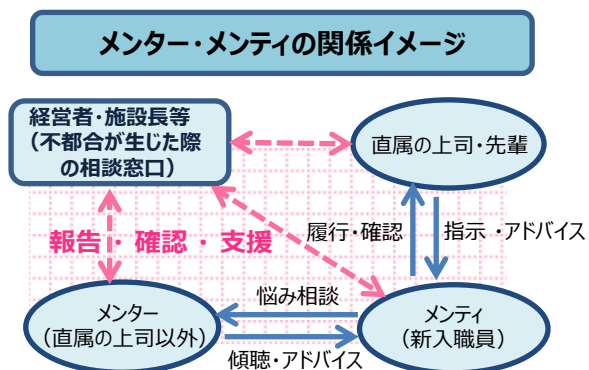 メンター・メンティの関係イメージ
経営者・施設長等
（不都合が生じた際
の相談窓口）
直属の上司・先輩
報告 ・ 確認 ・ 支援
履行・確認
指示 ・アドバイス
メンター
（直属の上司以外）
悩み相談
傾聴・アドバイス
メンティ
（新入職員）